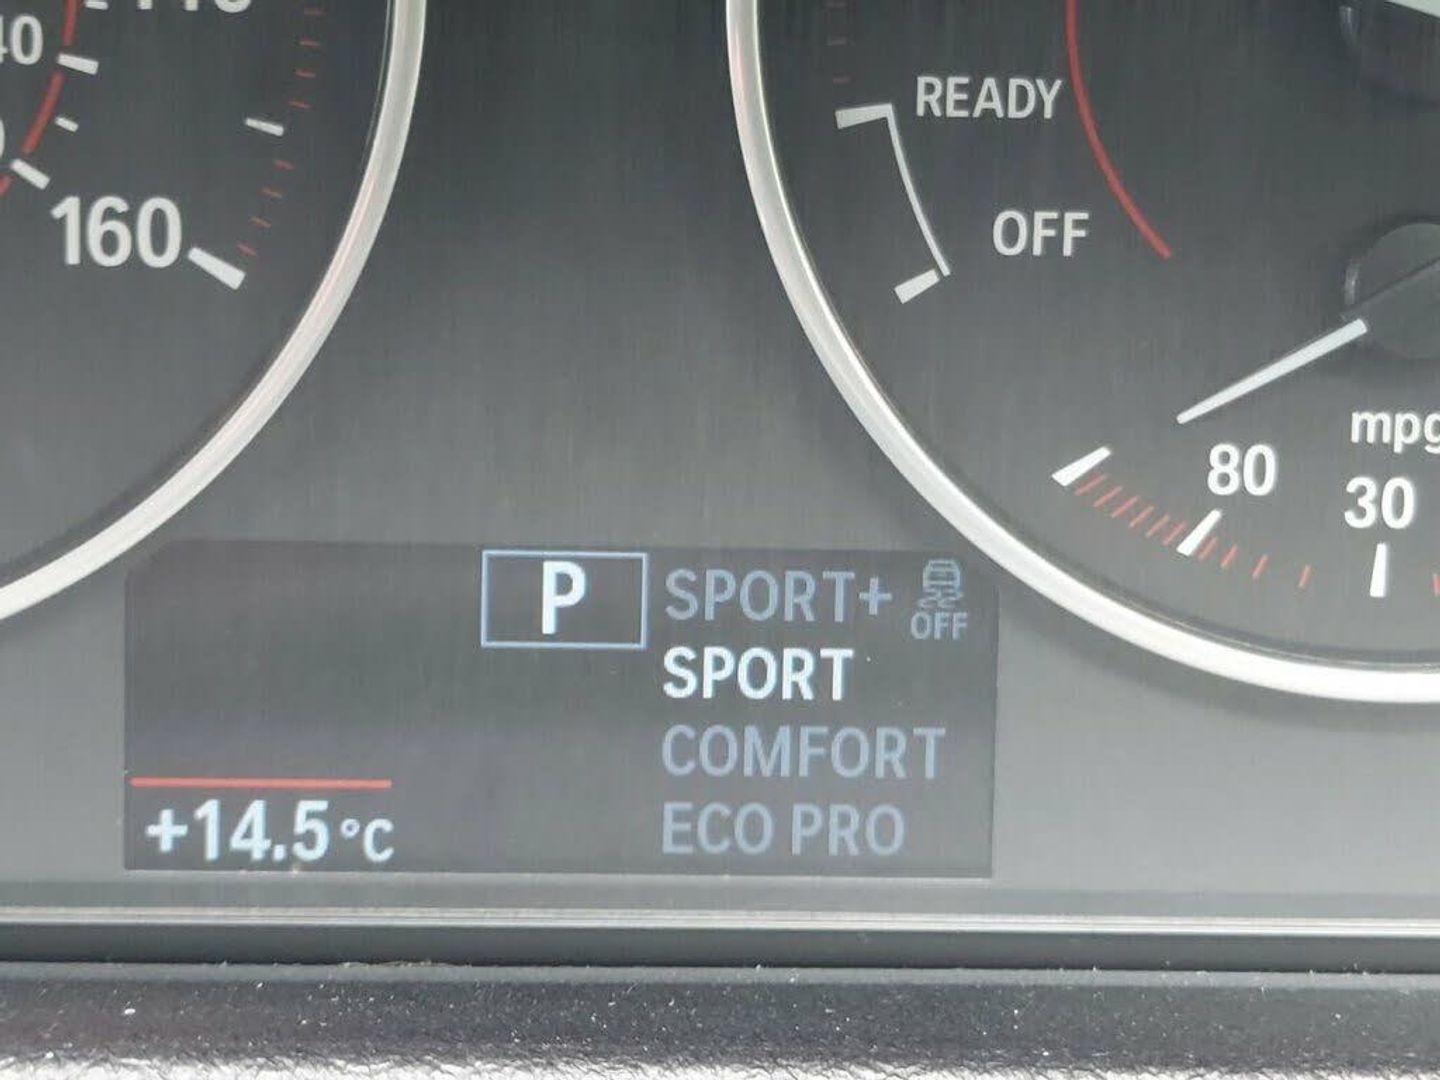 160
READY
OFF
mpg
80
30
P
SPORT+
OFF
SPORT
COMFORT
ECO PRO
+14.5°C